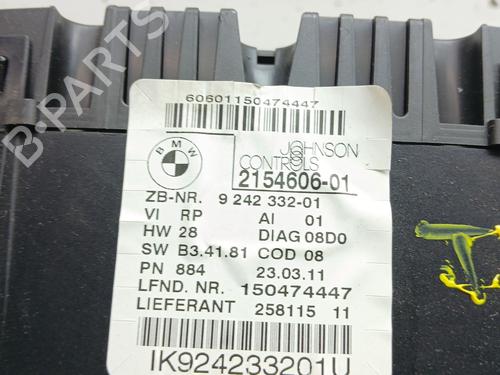 B-PARTS
60601150474447
BMW
JOHNSON
CONTROLS
2154606-01
ZB-NR. 9 242 332-01
VI RP AI 01
HW 28 DIAG 08D0
SW B3.41.81 COD 08
PN 884 23.03.11
LFND. NR. 150474447
LIEFERANT 258115 11
IK924233201U